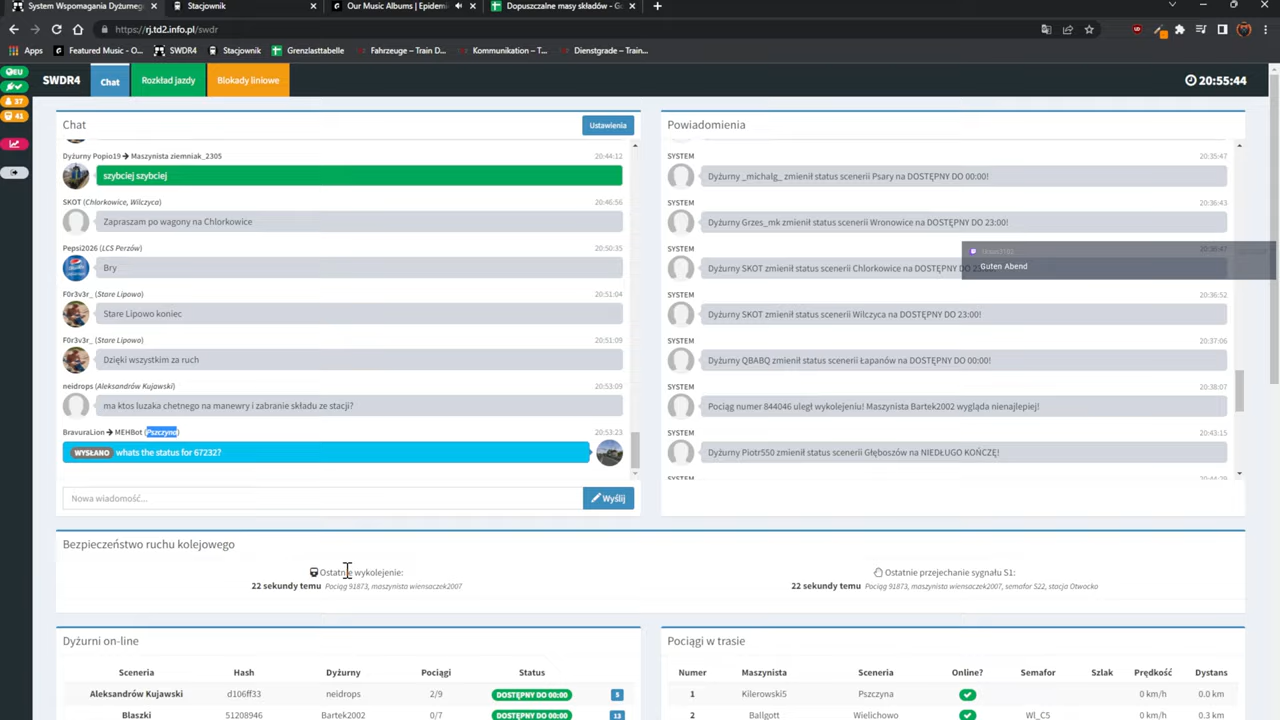 System Wspomagania Dyżurneg
Stacjownik
Our Music Albums | Epidem
Dopuszczalne masy składów - G
https://rj.td2.info.pl/swdr
Apps
Featured Music - O...
SWDR4
Stacjownik
Grenzlasttabelle
Fahrzeuge – Train D...
Kommunikation – T...
Dienstgrade – Train...
EU
37
41
SWDR4
Chat
Rozkład jazdy
Blokady liniowe
20:55:44
Chat
Ustawienia
Dyżurny Popio19 → Maszynista ziemniak_2305
20:44:12
szybciej szybciej
SKOT (Chlorkowice, Wilczyca)
20:46:56
Zapraszam po wagony na Chlorkowice
Pepsi2026 (LCS Perzów)
20:50:35
Bry
F0r3v3r_ (Stare Lipowo)
20:51:04
Stare Lipowo koniec
F0r3v3r_ (Stare Lipowo)
20:51:09
Dzięki wszystkim za ruch
neidrops (Aleksandrów Kujawski)
20:53:09
ma ktos luzaka chetnego na manewry i zabranie składu ze stacji?
BravuraLion → MEHBot (Pszczyna)
20:53:23
WYSŁANO whats the status for 67232?
Nowa wiadomość...
Wyślij
Powiadomienia
SYSTEM
20:35:47
Dyżurny _michalg_ zmienił status scenerii Psary na DOSTĘPNY DO 00:00!
SYSTEM
20:36:43
Dyżurny Grzes_mk zmienił status scenerii Wronowice na DOSTĘPNY DO 23:00!
SYSTEM
20:36:47
Dyżurny SKOT zmienił status scenerii Chlorkowice na DOSTĘPNY DO
Guten Abend
SYSTEM
20:36:52
Dyżurny SKOT zmienił status scenerii Wilczyca na DOSTĘPNY DO 23:00!
SYSTEM
20:37:06
Dyżurny QBABQ zmienił status scenerii Łapanów na DOSTĘPNY DO 00:00!
SYSTEM
20:38:07
Pociąg numer 844046 uległ wykolejeniu! Maszynista Bartek2002 wygląda nienajlepiej!
SYSTEM
20:43:15
Dyżurny Piotr550 zmienił status scenerii Głęboszów na NIEDŁUGO KOŃCZĘ!
SYSTEM
20:44:29
Bezpieczeństwo ruchu kolejowego
Ostatnie wykolejenie:
22 sekundy temu Pociąg 91873, maszynista wiensaczek2007
Ostatnie przejechanie sygnału S1:
22 sekundy temu Pociąg 91873, maszynista wiensaczek2007, semafor S22, stacja Otwocko
Dyżurni on-line
Sceneria Hash Dyżurny Pociągi Status
Aleksandrów Kujawski d106ff33 neidrops 2/9 DOSTĘPNY DO 00:00 5
Blaszki 51208946 Bartek2002 0/7 DOSTĘPNY DO 00:00 13
Pociągi w trasie
Numer Maszynista Sceneria Online? Semafor Szlak Prędkość Dystans
1 Kilerowski5 Pszczyna 0 km/h 0.0 km
2 Ballgott Wielichowo Wl_C5 0 km/h 0.3 km